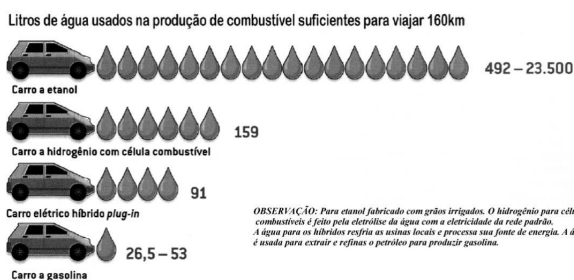 Litros de água usados na produção de combustível suficientes para viajar 160km
492 – 23.500
Carro a etanol
159
Carro a hidrogênio com célula combustível
91
Carro elétrico híbrido plug-in
26,5 – 53
Carro a gasolina
OBSERVAÇÃO: Para etanol fabricado com grãos irrigados. O hidrogênio para célu
combustíveis é feito pela eletrólise da água com a eletricidade da rede padrão.
A água para os híbridos resfria as usinas locais e processa sua fonte de energia. A á
é usada para extrair e refinas o petróleo para produzir gasolina.